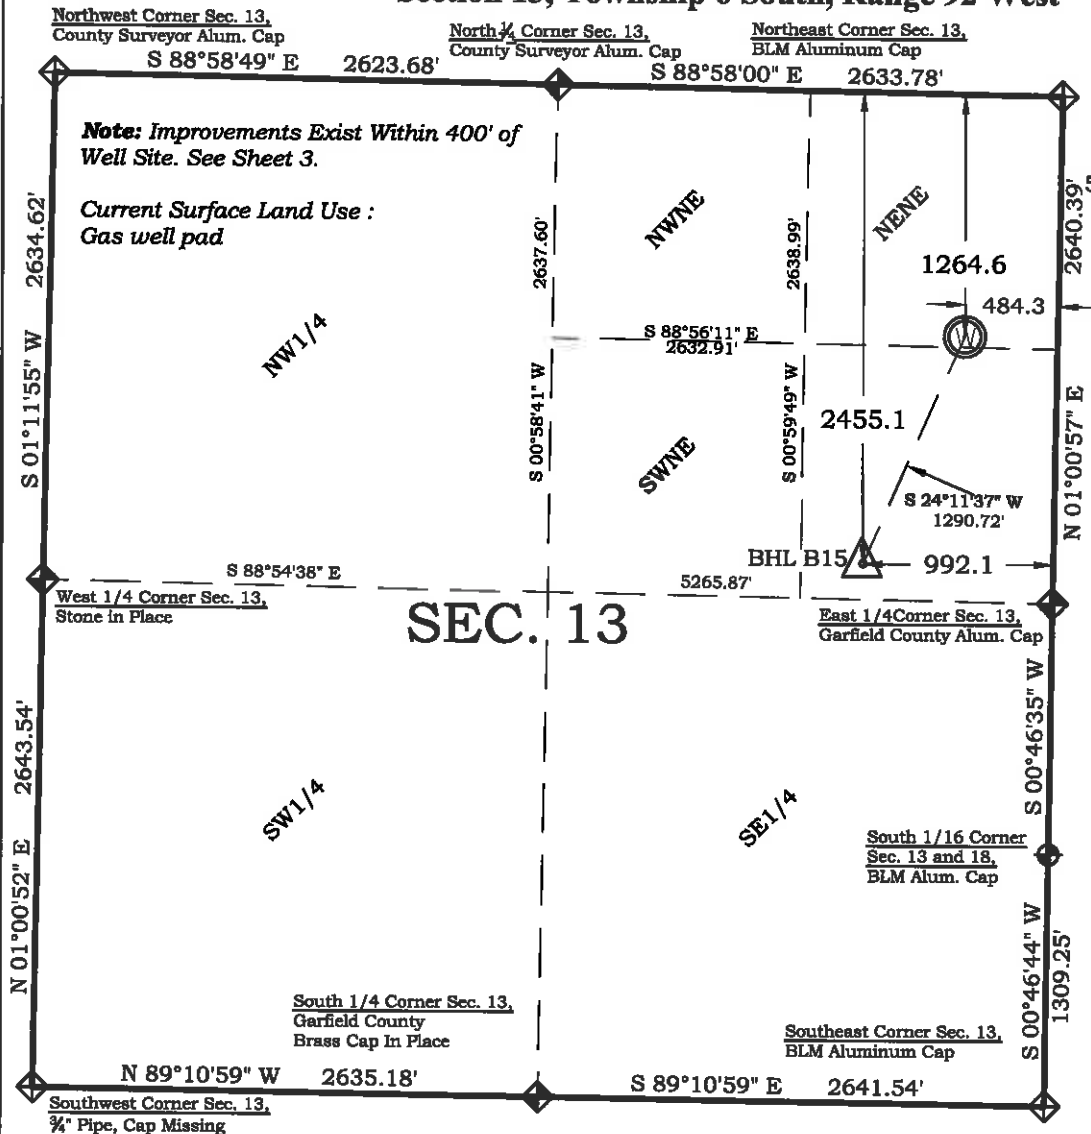 Section 13, Township 6 South, Range 92 West
Northwest Corner Sec. 13,
County Surveyor Alum. Cap
North ¼ Corner Sec. 13,
County Surveyor Alum. Cap
Northeast Corner Sec. 13,
BLM Aluminum Cap
S 88°58'49" E 2623.68'
S 88°58'00" E 2633.78'
Note: Improvements Exist Within 400' of
Well Site. See Sheet 3.
Current Surface Land Use :
Gas well pad
2634.62'
S 01°11'55" W
NW1/4
2637.60'
S 00°58'41" W
NWNE
2638.99'
S 00°59'49" W
NENE
1264.6
484.3
2640.39'
N 01°00'57" E
W
S 88°56'11" E
2632.91'
SWNE
2455.1
S 24°11'37" W
1290.72'
BHL B15
992.1
S 88°54'38" E
5265.87'
West 1/4 Corner Sec. 13,
Stone in Place
SEC. 13
East 1/4Corner Sec. 13,
Garfield County Alum. Cap
2643.54'
N 01°00'52" E
SW1/4
SE1/4
S 00°46'35" W
South 1/16 Corner
Sec. 13 and 18,
BLM Alum. Cap
S 00°46'44" W
1309.25'
South 1/4 Corner Sec. 13,
Garfield County
Brass Cap In Place
Southeast Corner Sec. 13,
BLM Aluminum Cap
N 89°10'59" W 2635.18'
S 89°10'59" E 2641.54'
Southwest Corner Sec. 13,
¾" Pipe, Cap Missing